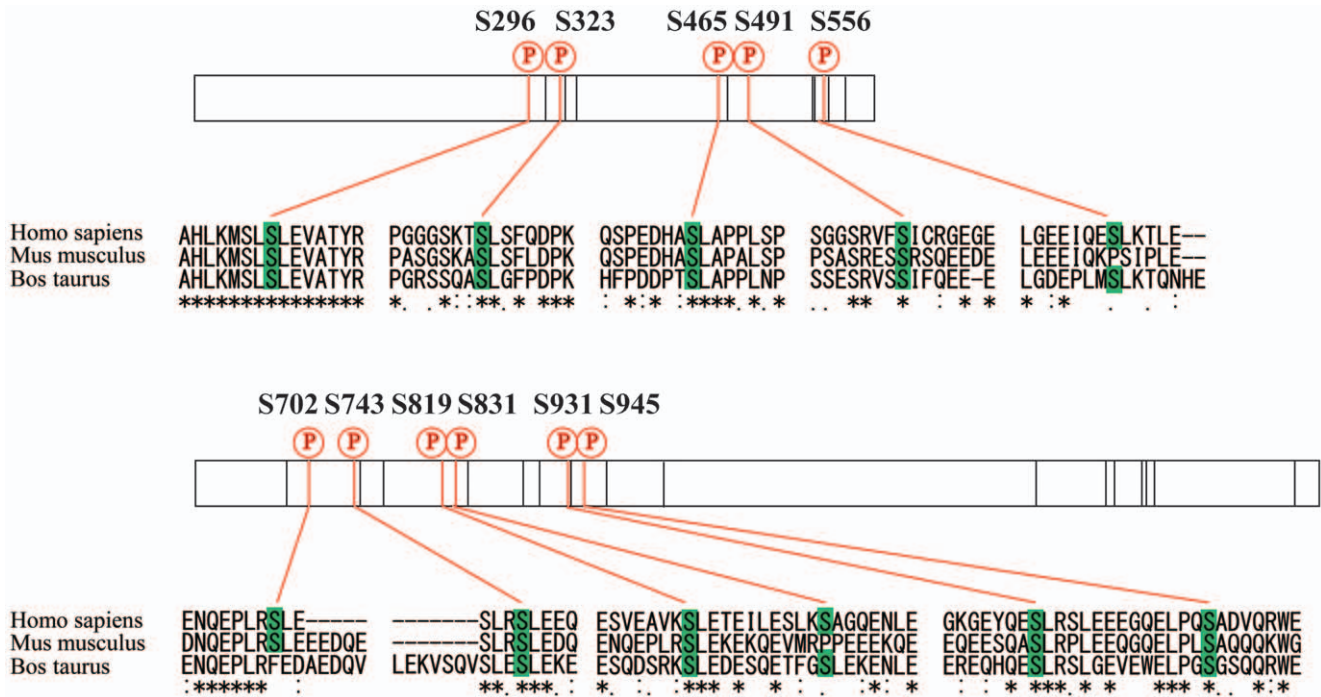 S296 S323 S465 S491 S556
P P P P P
Homo sapiens AHLKMSLSLEVATYR PGGGSKTSLSFQDPK QSPEDHASLAPPLSP SGGSRVFSICRGEGE LGEEIQESLKTLE--
Mus musculus AHLKMSLSLEVATYR PASGSKASLSFLDPK QSPEDHASLAPALSP PSASRESSRSQEEDE LEEEIQKPSIPLE--
Bos taurus AHLKMSLSLEVATYR PGRSSQASLGFPDPK HFPDDPTSLAPPLNP SSESRVSSIFQEE-E LGDEPLMSLKTQNHE
*************** *. .*::**.* *** .**:*. :****.*.* .. ** * * * * :* . . :
S702 S743 S819 S831 S931 S945
P P P P P P
Homo sapiens ENQEPLRSLE----- -------SLRSLEEQ ESVEAVKSLETEILESLKSAGQENLE GKGEYQESLRSLEEEGQELPQSADVQRWE
Mus musculus DNQEPLRSLEEEDQE -------SLRSLEDQ ENQEPLRSLEKEKQEVMRPPEEEKQE EQEESQASLRPLEEQGQELPLSAQQQKWG
Bos taurus ENQEPLRFEDAEDQV LEKVSQVSLESLEKE ESQDSRKSLEDESQETFGSLEKENLE EREQHQESLRSLGEVEWELPGSGSQQRWE
:****** : **.***. : *. :. :*** * * : . :*: * : : * ***.* * *** *. *:*